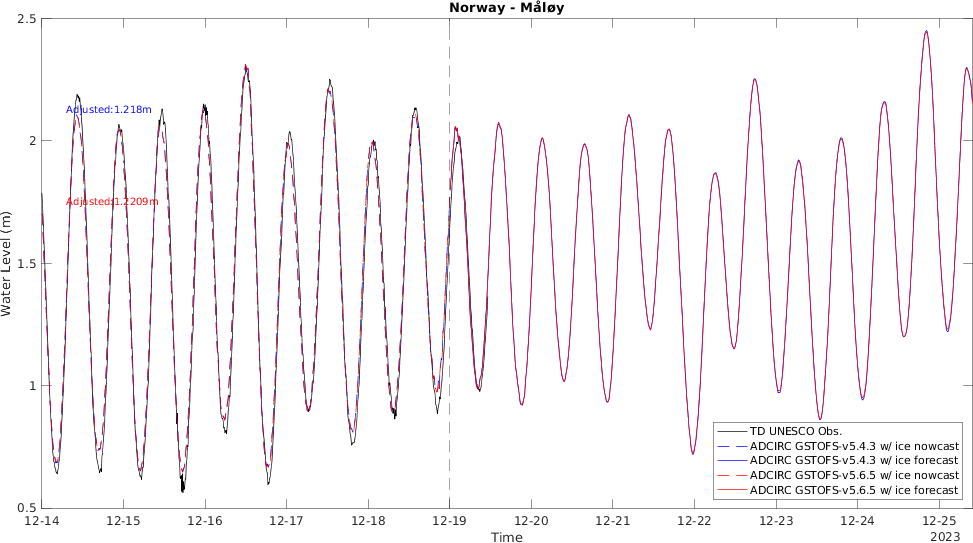 Norway - Måløy
2.5
2
1.5
1
0.5
Water Level (m)
Adjusted:1.218m
Adjusted:1.2209m
TD UNESCO Obs.
ADCIRC GSTOFS-v5.4.3 w/ ice nowcast
ADCIRC GSTOFS-v5.4.3 w/ ice forecast
ADCIRC GSTOFS-v5.6.5 w/ ice nowcast
ADCIRC GSTOFS-v5.6.5 w/ ice forecast
12-14 12-15 12-16 12-17 12-18 12-19 12-20 12-21 12-22 12-23 12-24 12-25
Time
2023